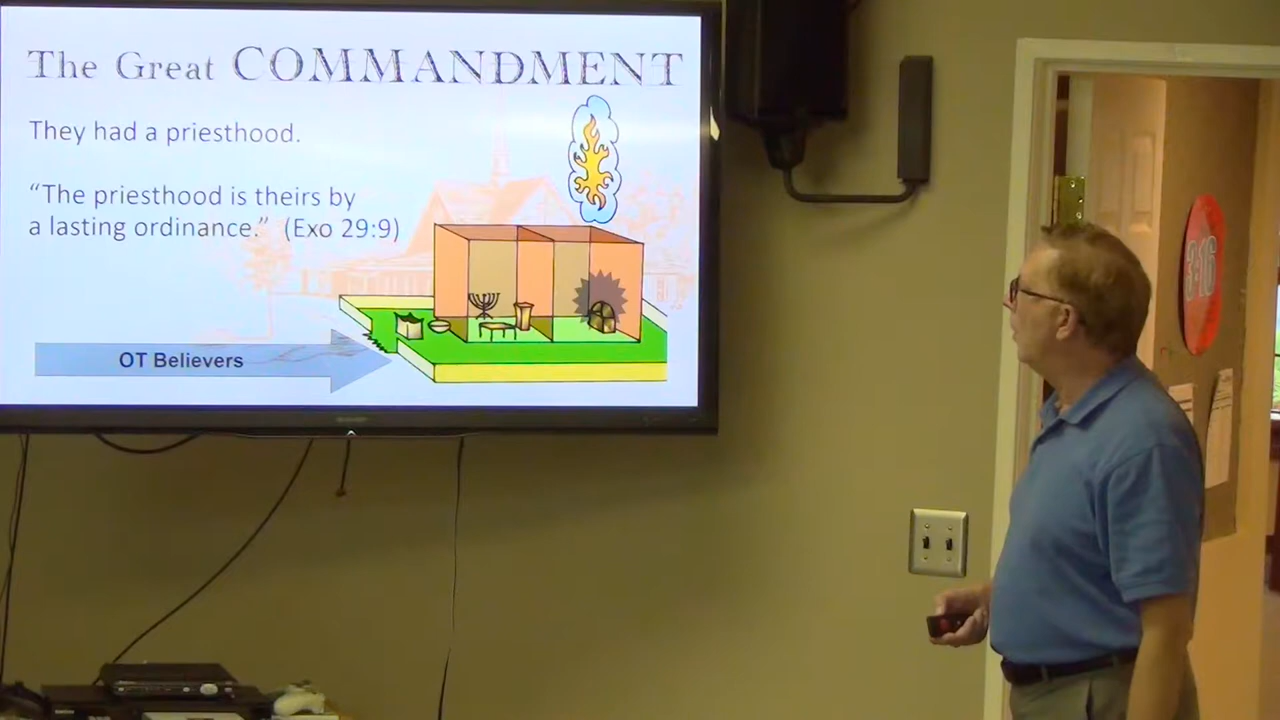 The Great COMMANDMENT
They had a priesthood.
“The priesthood is theirs by
a lasting ordinance.” (Exo 29:9)
OT Believers
3:16